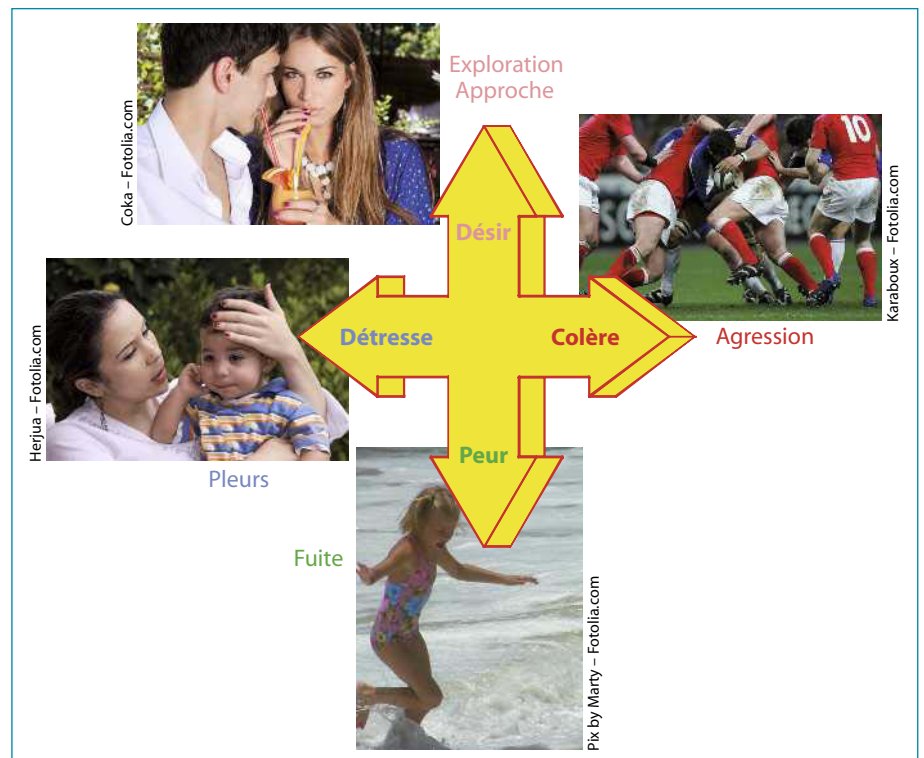 Coka – Fotolia.com
Exploration
Approche
10
Karaboux – Fotolia.com
Désir
Herjua – Fotolia.com
Détresse
Colère
Agression
Pleurs
Peur
Fuite
Pix by Marty – Fotolia.com